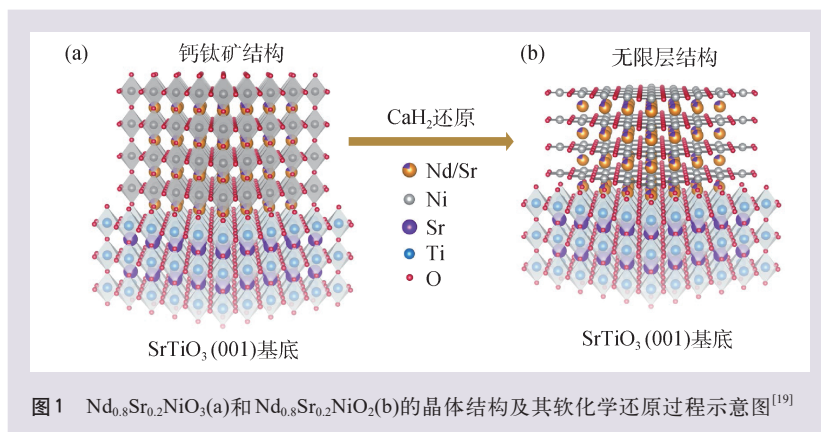 (a)
钙钛矿结构
(b)
无限层结构
CaH₂还原
Nd/Sr
Ni
Sr
Ti
O
SrTiO₃(001)基底
SrTiO₃(001)基底
图1 Nd₀.₈Sr₀.₂NiO₃(a)和Nd₀.₈Sr₀.₂NiO₂(b)的晶体结构及其软化学还原过程示意图[19]